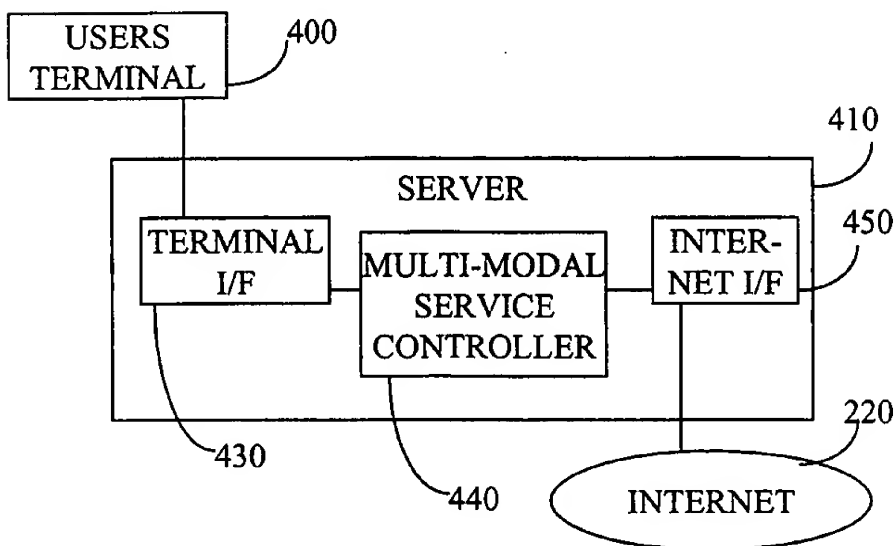 USERS
TERMINAL
400
410
SERVER
TERMINAL
I/F
MULTI-MODAL
SERVICE
CONTROLLER
INTER-
NET I/F
450
430
440
220
INTERNET